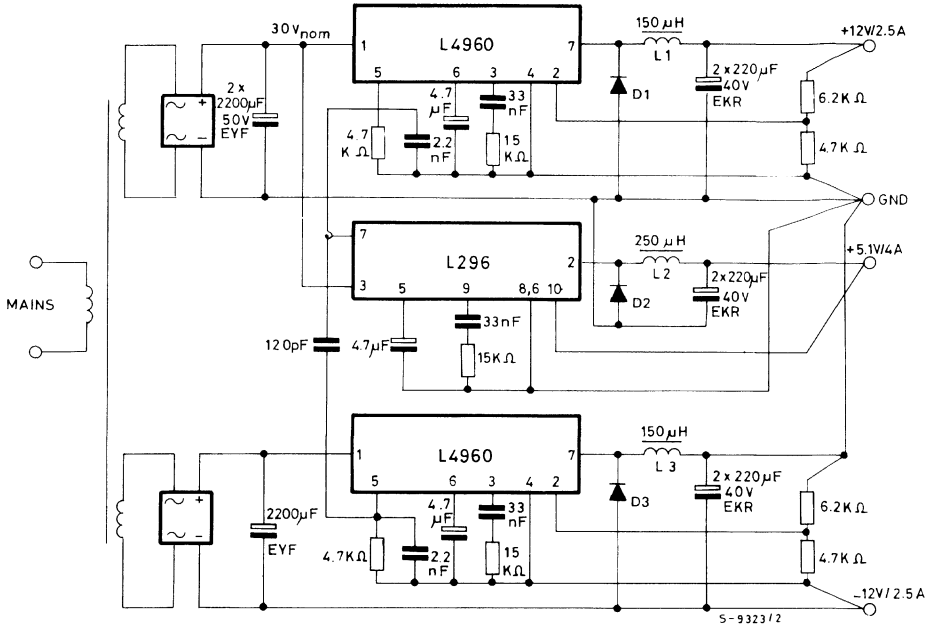 30Vnom
L4960
1
7
5
6
3
4
2
150µH
L1
+12V/2.5A
2 x
2200µF
50V
EYF
4.7
KΩ
2.2
nF
4.7
µF
33
nF
15
KΩ
D1
2x220µF
40V
EKR
6.2KΩ
4.7KΩ
GND
MAINS
7
L296
2
3
5
9
8,6
10
250µH
L2
+5.1V/4A
D2
2x220µF
40V
EKR
120pF
4.7µF
33nF
15KΩ
L4960
1
7
5
6
3
4
2
150µH
L3
2x220µF
40V
EKR
2200µF
EYF
4.7KΩ
2.2
nF
4.7
µF
33
nF
15
KΩ
D3
6.2KΩ
4.7KΩ
-12V/2.5A
S-9323/2